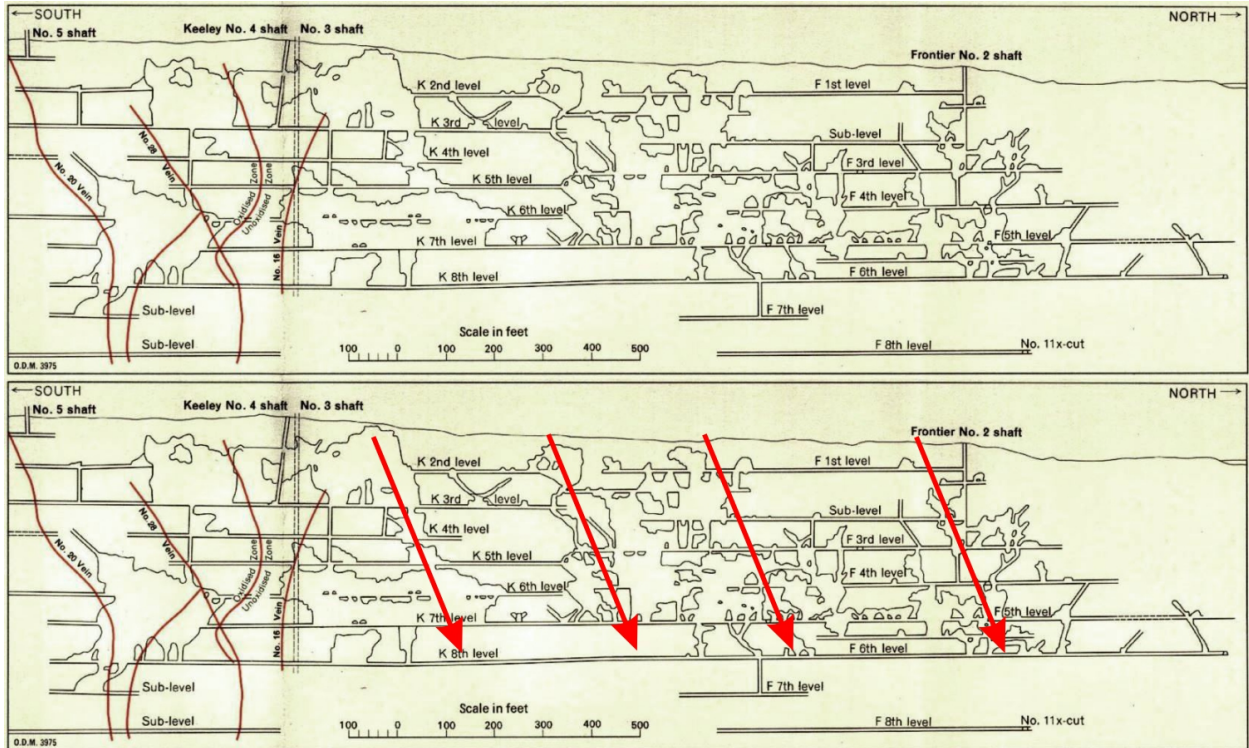 ←SOUTH
NORTH→
No. 5 shaft
Keeley No. 4 shaft
No. 3 shaft
Frontier No. 2 shaft
K 2nd level
F 1st level
K 3rd level
Sub-level
No. 28 Vein
K 4th level
F 3rd level
No. 20 Vein
Oxidised Zone
Unoxidised Zone
K 5th level
F 4th level
K 6th level
No. 16 Vein
K 7th level
F 5th level
K 8th level
F 6th level
Sub-level
F 7th level
Scale in feet
Sub-level
100 0 100 200 300 400 500
F 8th level
No. 11x-cut
O.D.M. 3975
←SOUTH
NORTH→
No. 5 shaft
Keeley No. 4 shaft
No. 3 shaft
Frontier No. 2 shaft
K 2nd level
F 1st level
K 3rd level
Sub-level
No. 28 Vein
K 4th level
F 3rd level
No. 20 Vein
Oxidised Zone
Unoxidised Zone
K 5th level
F 4th level
K 6th level
No. 16 Vein
K 7th level
F 5th level
K 8th level
F 6th level
Sub-level
F 7th level
Scale in feet
Sub-level
100 0 100 200 300 400 500
F 8th level
No. 11x-cut
O.D.M. 3975